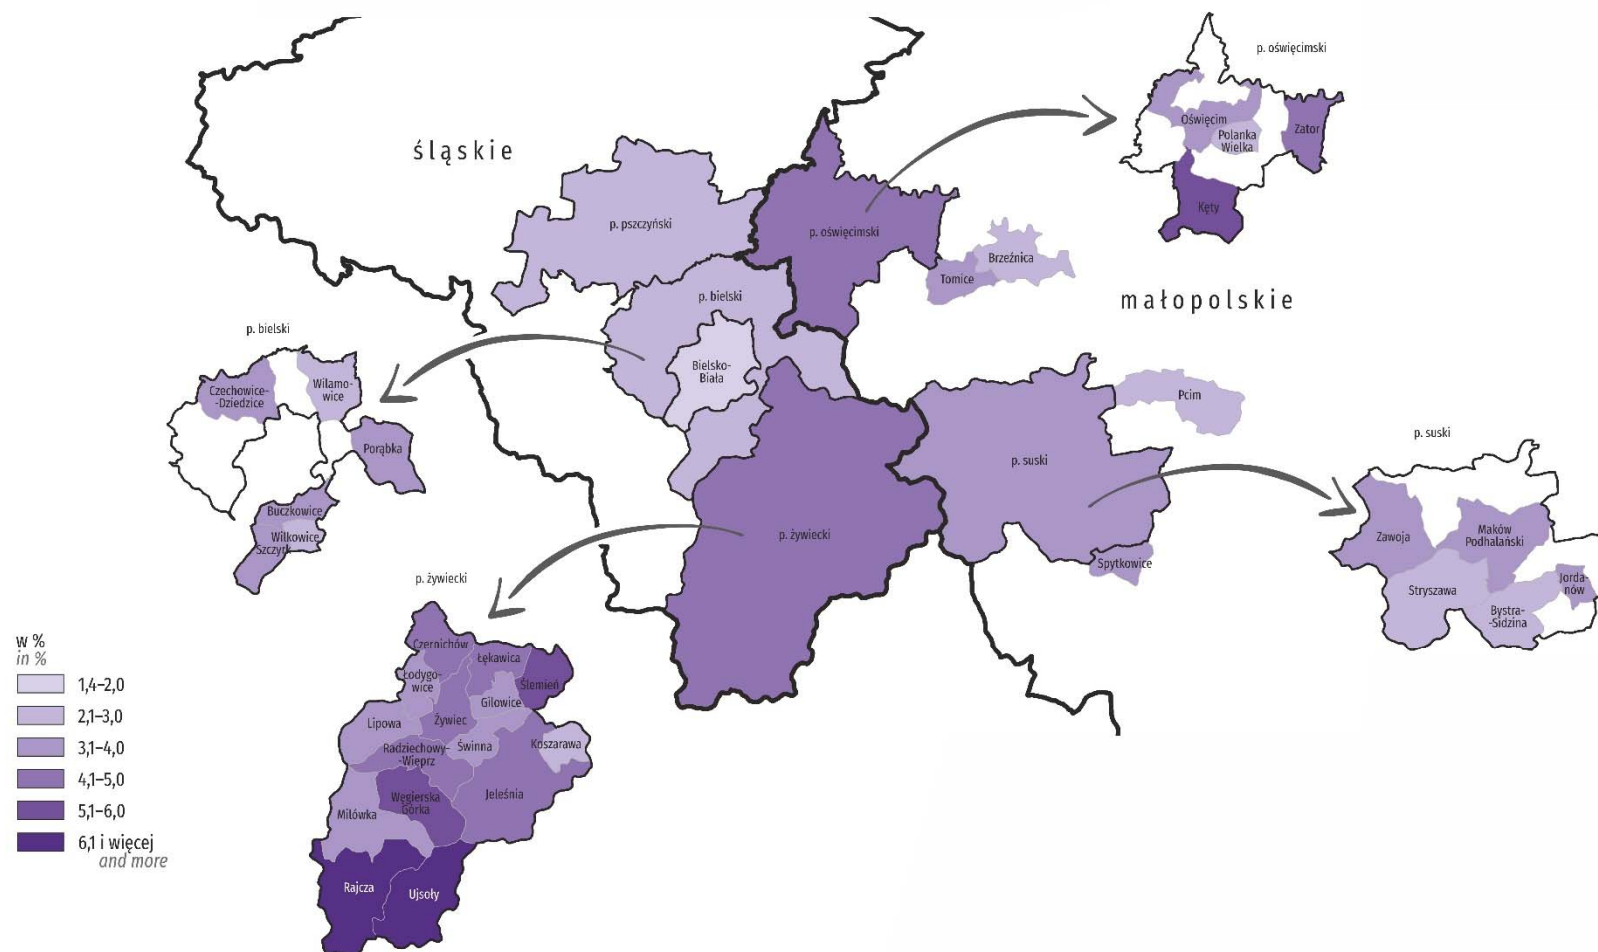 p. oświęcimski
śląskie
Oświęcim
Polanka
Wielka
Zator
Kęty
p. pszczyński
p. oświęcimski
Brzeźnica
Tomice
małopolskie
p. bielski
p. bielski
Bielsko-
Biała
Czechowice-
-Dziedzice
Wilamo-
wice
Porąbka
Buczkowice
Wilkowice
Szczyrk
Pcim
p. suski
p. suski
Zawoja
Maków
Podhalański
Stryszawa
Jorda-
nów
Bystra-
-Sidzina
Spytkowice
p. żywiecki
p. żywiecki
Czernichów
Łękawica
Łodygo-
wice
Ślemień
Gilowice
Lipowa
Żywiec
Radziechowy-
-Wieprz
Świnna
Koszarawa
Węgierska
Górka
Jeleśnia
Milówka
Rajcza
Ujsoły
w %
in %
1,4–2,0
2,1–3,0
3,1–4,0
4,1–5,0
5,1–6,0
6,1 i więcej
and more